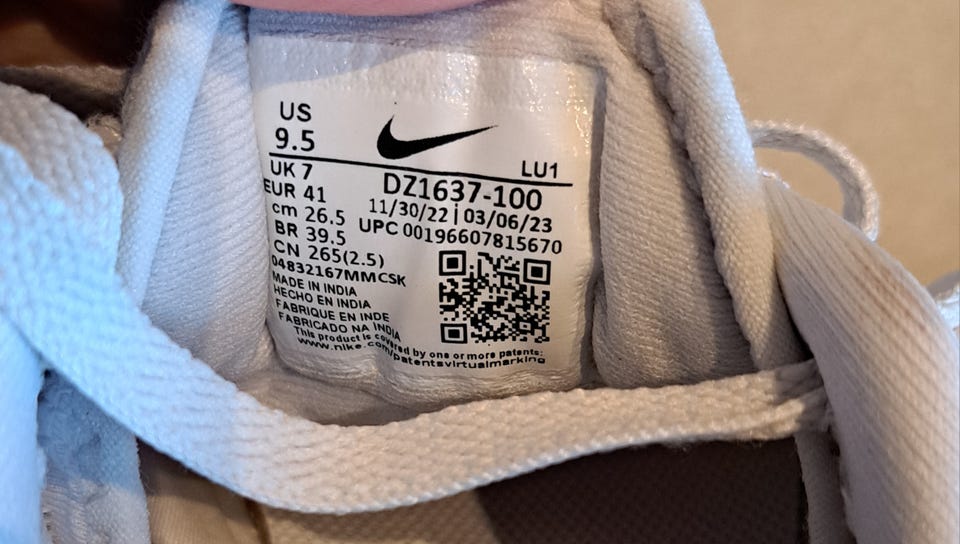 US
9.5
LU1
UK 7
DZ1637-100
EUR 41
11/30/22 | 03/06/23
cm 26.5
UPC 00196607815670
BR 39.5
CN 265(2.5)
04832167MMCSK
MADE IN INDIA
HECHO EN INDIA
FABRIQUE EN INDE
FABRICADO NA INDIA
This product is covered by one or more patents:
www.nike.com/patentsvirtualmarking